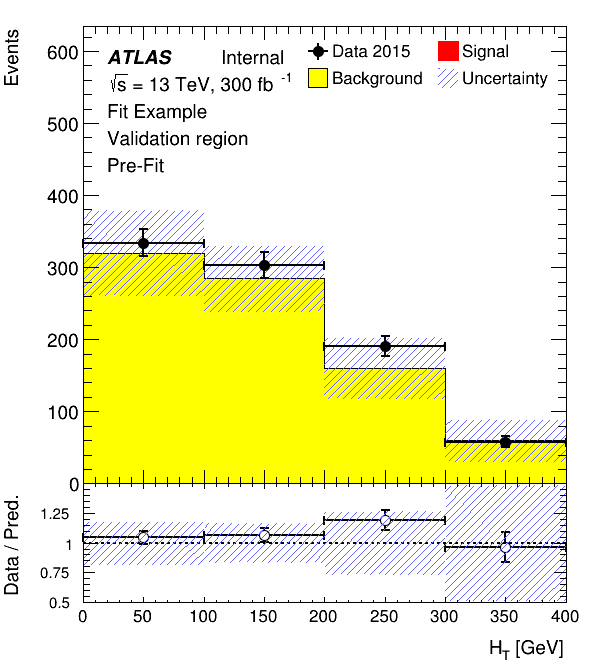 Events
600
500
400
300
200
100
0
ATLAS Internal
√s = 13 TeV, 300 fb⁻¹
Fit Example
Validation region
Pre-Fit
Data 2015
Signal
Background
Uncertainty
Data / Pred.
1.25
1
0.75
0.5
0 50 100 150 200 250 300 350 400
H_T [GeV]